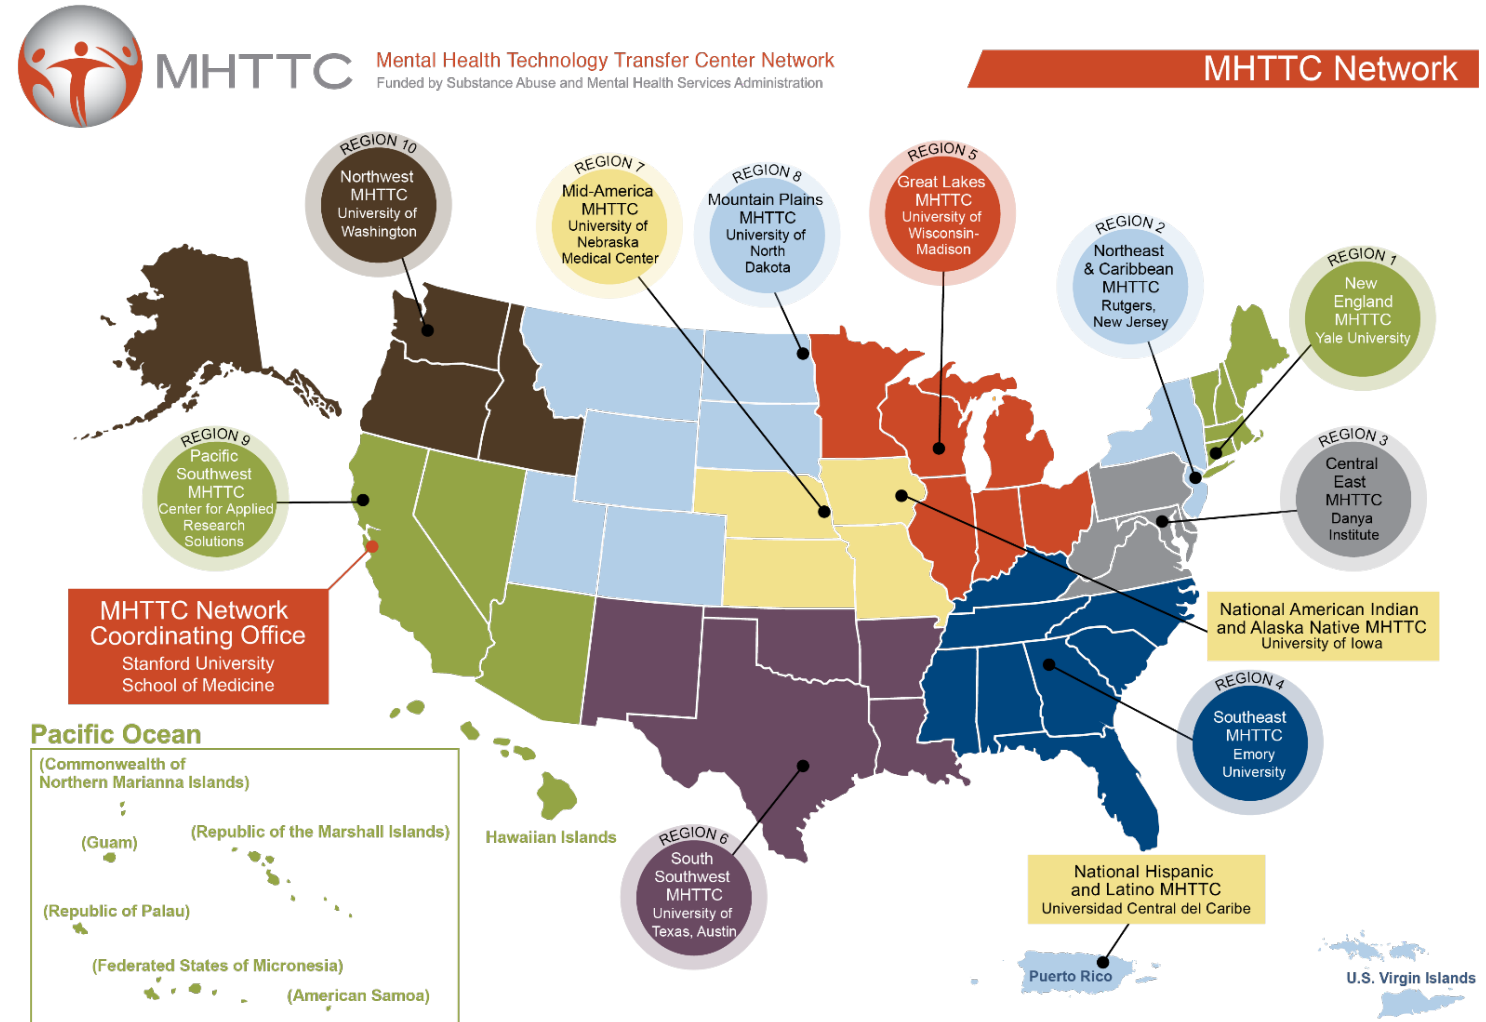 MHTTC
Mental Health Technology Transfer Center Network
Funded by Substance Abuse and Mental Health Services Administration
MHTTC Network
REGION 10
Northwest
MHTTC
University of
Washington
REGION 7
Mid-America
MHTTC
University of
Nebraska
Medical Center
REGION 8
Mountain Plains
MHTTC
University of
North
Dakota
REGION 5
Great Lakes
MHTTC
University of
Wisconsin-
Madison
REGION 2
Northeast
& Caribbean
MHTTC
Rutgers,
New Jersey
REGION 1
New
England
MHTTC
Yale University
REGION 9
Pacific
Southwest
MHTTC
Center for Applied
Research
Solutions
REGION 3
Central
East
MHTTC
Danya
Institute
MHTTC Network
Coordinating Office
Stanford University
School of Medicine
National American Indian
and Alaska Native MHTTC
University of Iowa
REGION 4
Southeast
MHTTC
Emory
University
Pacific Ocean
(Commonwealth of
Northern Marianna Islands)
(Guam)
(Republic of the Marshall Islands)
(Republic of Palau)
(Federated States of Micronesia)
(American Samoa)
Hawaiian Islands
REGION 6
South
Southwest
MHTTC
University of
Texas, Austin
National Hispanic
and Latino MHTTC
Universidad Central del Caribe
Puerto Rico
U.S. Virgin Islands